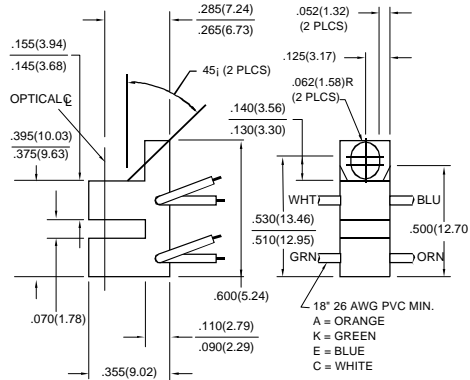 .285(7.24)
.265(6.73)
.052(1.32)
(2 PLCS)
.155(3.94)
.145(3.68)
45¡ (2 PLCS)
.125(3.17)
.062(1.58)R
(2 PLCS)
OPTICAL℄
.140(3.56)
.130(3.30)
.395(10.03)
.375(9.63)
WHT
BLU
.530(13.46)
.510(12.95)
.500(12.70
GRN
ORN
.600(5.24)
.070(1.78)
18" 26 AWG PVC MIN.
A = ORANGE
K = GREEN
E = BLUE
C = WHITE
.110(2.79)
.090(2.29)
.355(9.02)